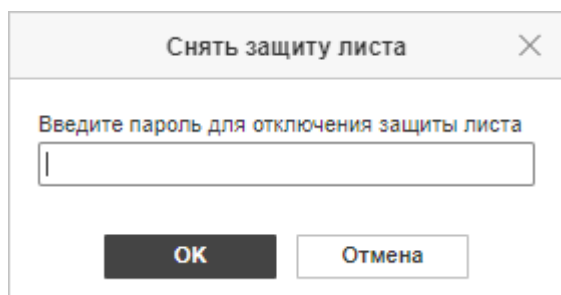 Снять защиту листа
Введите пароль для отключения защиты листа
OK
Отмена